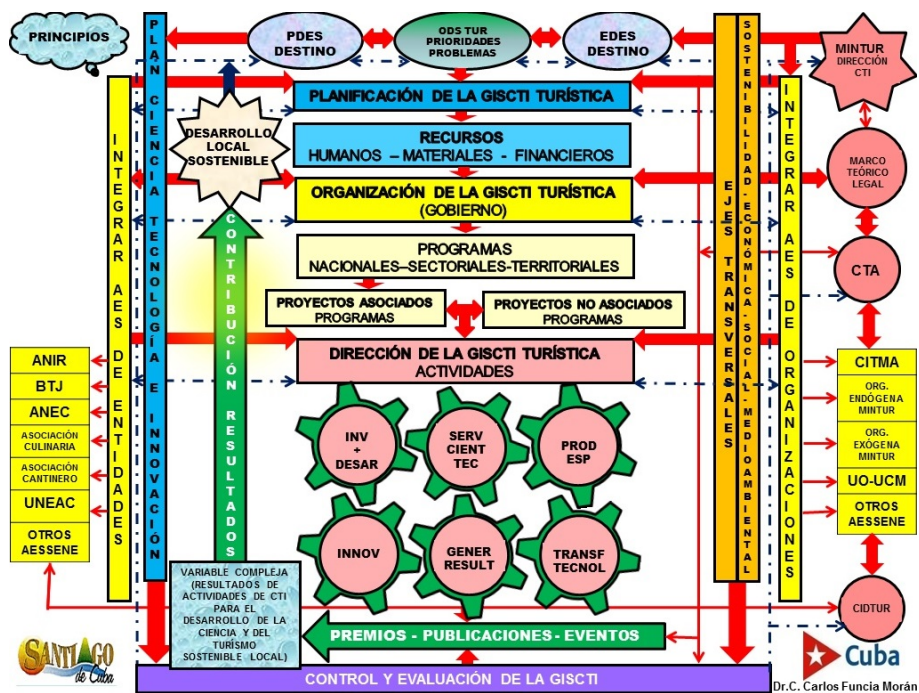 PRINCIPIOS
PDES
DESTINO
ODS TUR
PRIORIDADES
PROBLEMAS
EDES
DESTINO
MINTUR
DIRECCIÓN
CTI
PLANIFICACIÓN DE LA GISCTI TURÍSTICA
RECURSOS
HUMANOS – MATERIALES - FINANCIEROS
ORGANIZACIÓN DE LA GISCTI TURÍSTICA
(GOBIERNO)
PROGRAMAS
NACIONALES–SECTORIALES-TERRITORIALES
PROYECTOS ASOCIADOS
PROGRAMAS
PROYECTOS NO ASOCIADOS
PROGRAMAS
DIRECCIÓN DE LA GISCTI TURÍSTICA
ACTIVIDADES
INV
+
DESAR
SERV
CIENT
TEC
PROD
ESP
INNOV
GENER
RESULT
TRANSF
TECNOL
PREMIOS - PUBLICACIONES - EVENTOS
CONTROL Y EVALUACIÓN DE LA GISCTI
INTEGRAR AES DE ENTIDADES
PLAN CIENCIA TECNOLOGÍA E INNOVACIÓN
DESARROLLO
LOCAL
SOSTENIBLE
CONTRIBUCIÓN RESULTADOS
VARIABLE COMPLEJA
(RESULTADOS DE
ACTIVIDADES DE CTI
PARA EL
DESARROLLO DE LA
CIENCIA Y DEL
TURÍSMO
SOSTENIBLE LOCAL)
ANIR
BTJ
ANEC
ASOCIACIÓN
CULINARIA
ASOCIACIÓN
CANTINERO
UNEAC
OTROS
AESSENE
EJES TRANSVERSALES
SOSTENIBILIDAD-ECONÓMICA-SOCIAL-MEDIOAMBIENTAL
INTEGRAR AES DE ORGANIZACIONES
MARCO
TEÓRICO
LEGAL
CTA
CITMA
ORG.
ENDÓGENA
MINTUR
ORG.
EXÓGENA
MINTUR
UO-UCM
OTROS
AESSENE
CIDTUR
SANTIAGO
de Cuba
Cuba
Dr.C. Carlos Funcia Morán